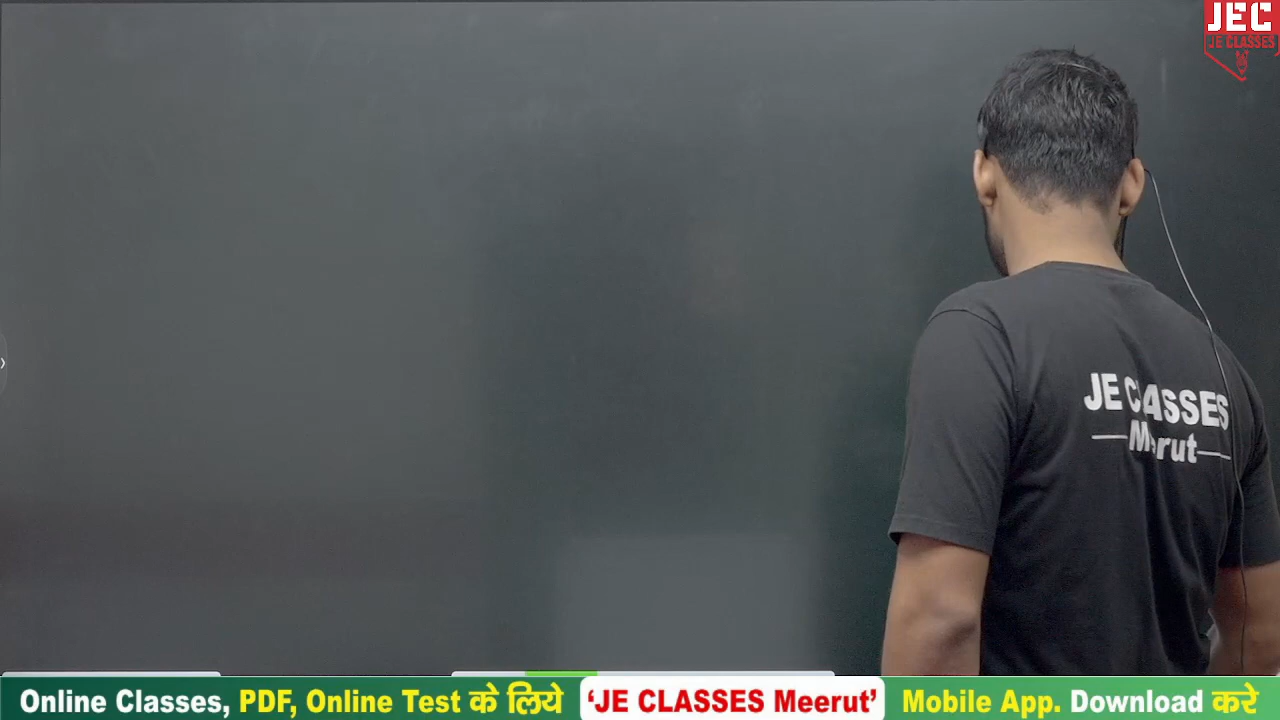 JEC
JE CLASSES
JE CLASSES
Meerut
Online Classes, PDF, Online Test के लिये ‘JE CLASSES Meerut’ Mobile App. Download करे